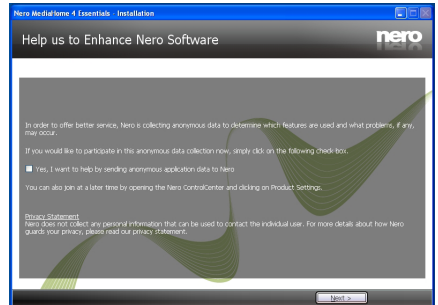 Nero MediaHome 4 Essentials - Installation
Help us to Enhance Nero Software
nero
In order to offer better service, Nero is collecting anonymous data to determine which features are used and what problems, if any,
may occur.
If you would like to participate in this anonymous data collection now, simply click on the following check box.
Yes, I want to help by sending anonymous application data to Nero
You can also join at a later time by opening the Nero ControlCenter and clicking on Product Settings.
Privacy Statement
Nero does not collect any personal information that can be used to contact the individual user. For more details about how Nero
guards your privacy, please read our privacy statement.
Next >